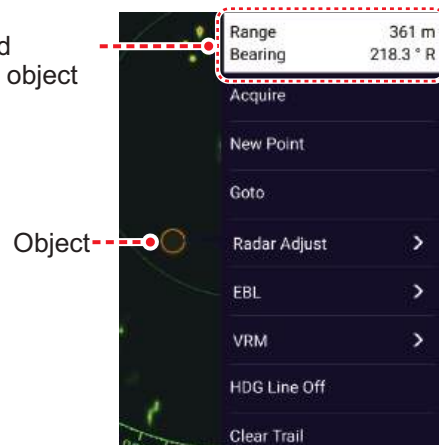 Range 361 m
Bearing 218.3 ° R
d
object
Acquire
New Point
Goto
Object
Radar Adjust >
EBL >
VRM >
HDG Line Off
Clear Trail